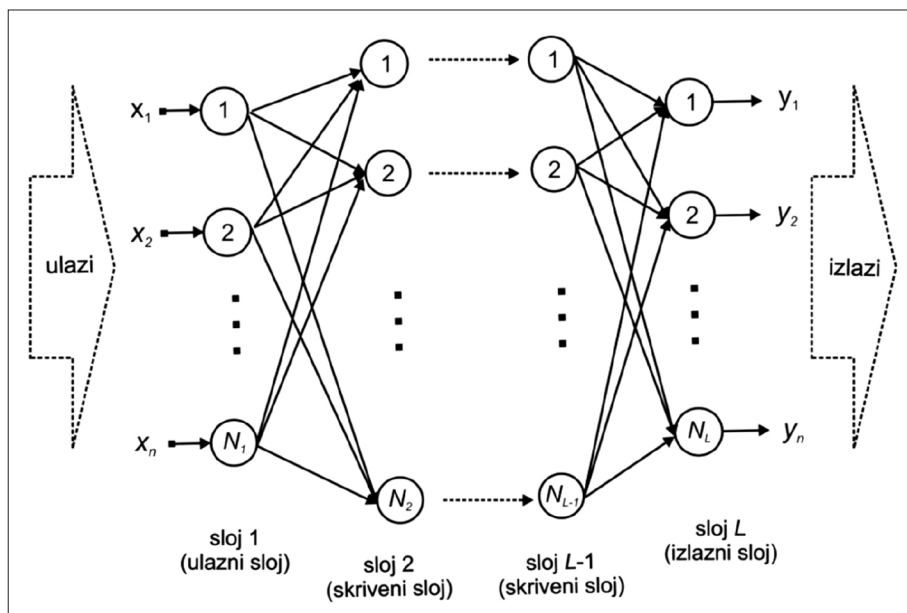 ulazi
x1
x2
xn
1
2
N1
1
2
N2
1
2
NL-1
1
2
NL
y1
y2
yn
izlazi
sloj 1
(ulazni sloj)
sloj 2
(skriveni sloj)
sloj L-1
(skriveni sloj)
sloj L
(izlazni sloj)